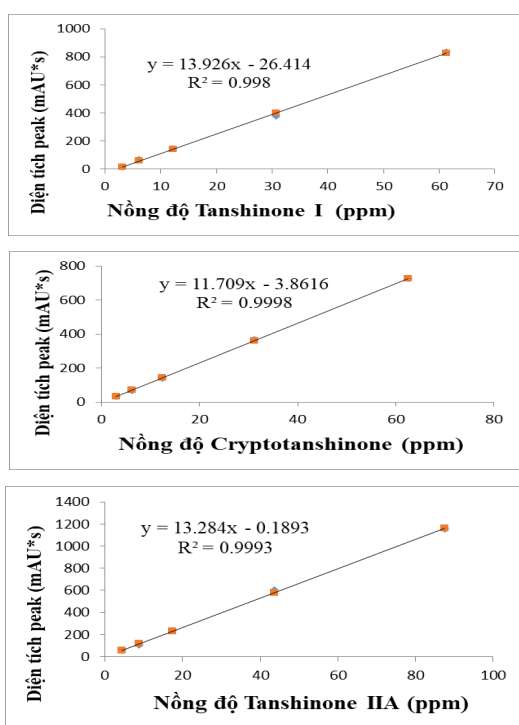 1000
800
600
400
200
0
y = 13.926x - 26.414
R² = 0.998
0 10 20 30 40 50 60 70
Diện tích peak (mAU*s)
Nồng độ Tanshinone I (ppm)
800
600
400
200
0
y = 11.709x - 3.8616
R² = 0.9998
0 20 40 60 80
Diện tích peak (mAU*s)
Nồng độ Cryptotanshinone (ppm)
1400
1200
1000
800
600
400
200
0
y = 13.284x - 0.1893
R² = 0.9993
0 20 40 60 80 100
Diện tích peak (mAU*s)
Nồng độ Tanshinone IIA (ppm)